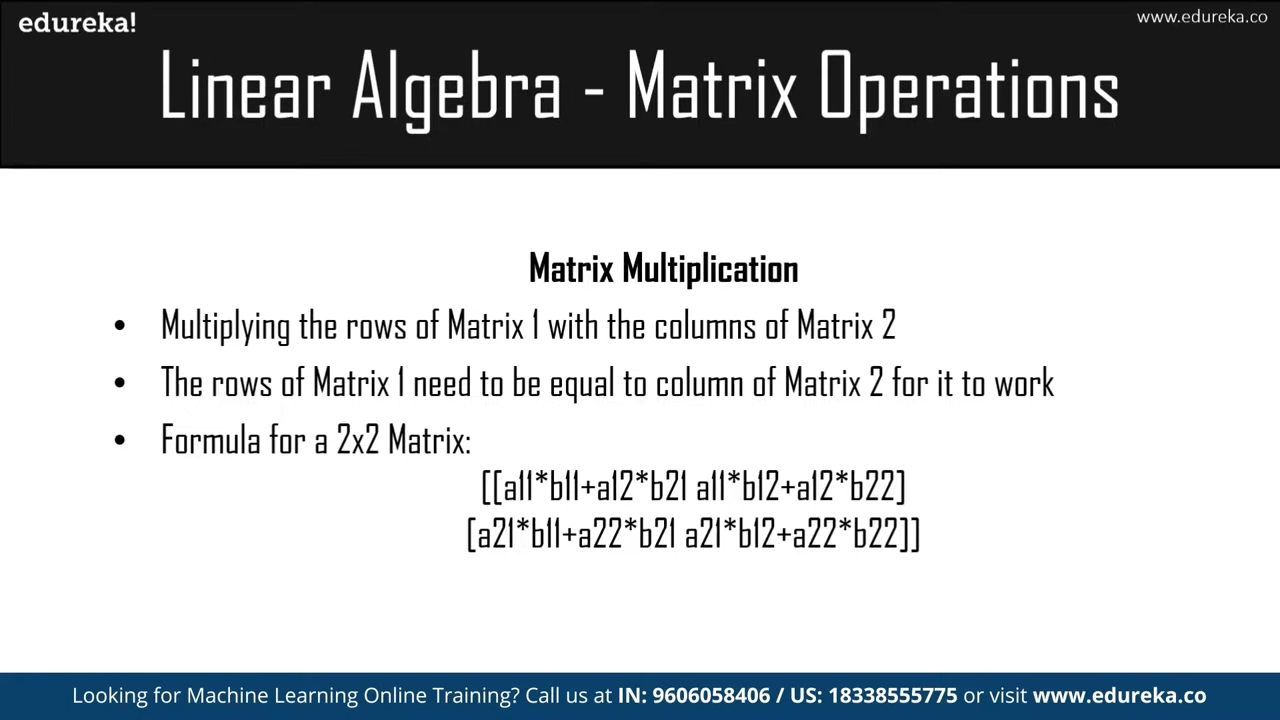 edureka!
www.edureka.co
Linear Algebra - Matrix Operations
Matrix Multiplication
• Multiplying the rows of Matrix 1 with the columns of Matrix 2
• The rows of Matrix 1 need to be equal to column of Matrix 2 for it to work
• Formula for a 2x2 Matrix:
[[a11*b11+a12*b21 a11*b12+a12*b22]
[a21*b11+a22*b21 a21*b12+a22*b22]]
Looking for Machine Learning Online Training? Call us at IN: 9606058406 / US: 18338555775 or visit www.edureka.co